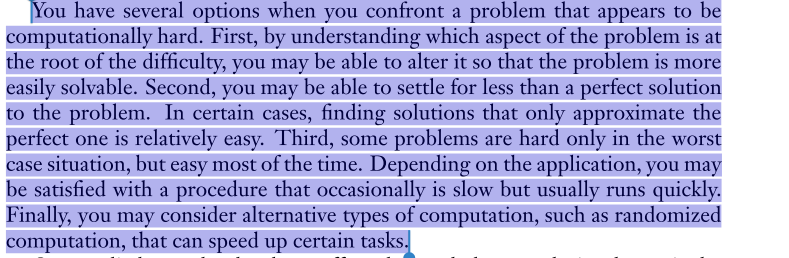 You have several options when you confront a problem that appears to be
computationally hard. First, by understanding which aspect of the problem is at
the root of the difficulty, you may be able to alter it so that the problem is more
easily solvable. Second, you may be able to settle for less than a perfect solution
to the problem. In certain cases, finding solutions that only approximate the
perfect one is relatively easy. Third, some problems are hard only in the worst
case situation, but easy most of the time. Depending on the application, you may
be satisfied with a procedure that occasionally is slow but usually runs quickly.
Finally, you may consider alternative types of computation, such as randomized
computation, that can speed up certain tasks.